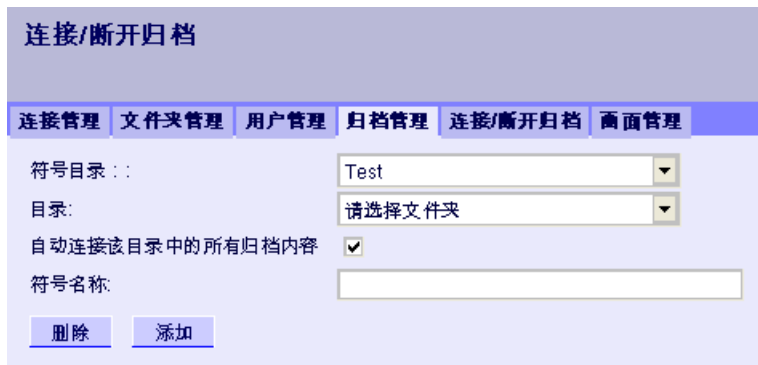 连接/断开归档
连接管理 文件夹管理 用户管理 归档管理 连接/断开归档 画面管理
符号目录 : : Test
目录: 请选择文件夹
自动连接该目录中的所有归档内容
符号名称:
删除 添加